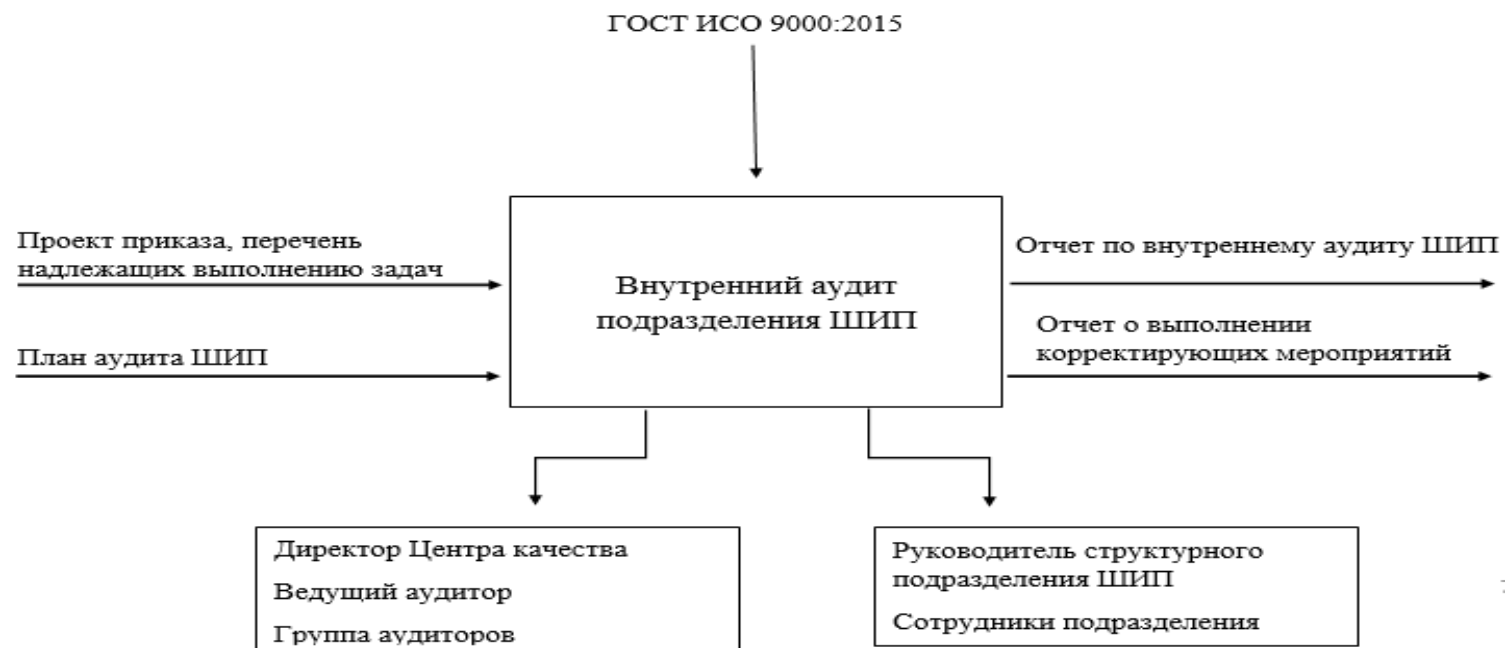 ГОСТ ИСО 9000:2015
Проект приказа, перечень
надлежащих выполнению задач
План аудита ШИП
Внутренний аудит
подразделения ШИП
Отчет по внутреннему аудиту ШИП
Отчет о выполнении
корректирующих мероприятий
Директор Центра качества
Ведущий аудитор
Группа аудиторов
Руководитель структурного
подразделения ШИП
Сотрудники подразделения